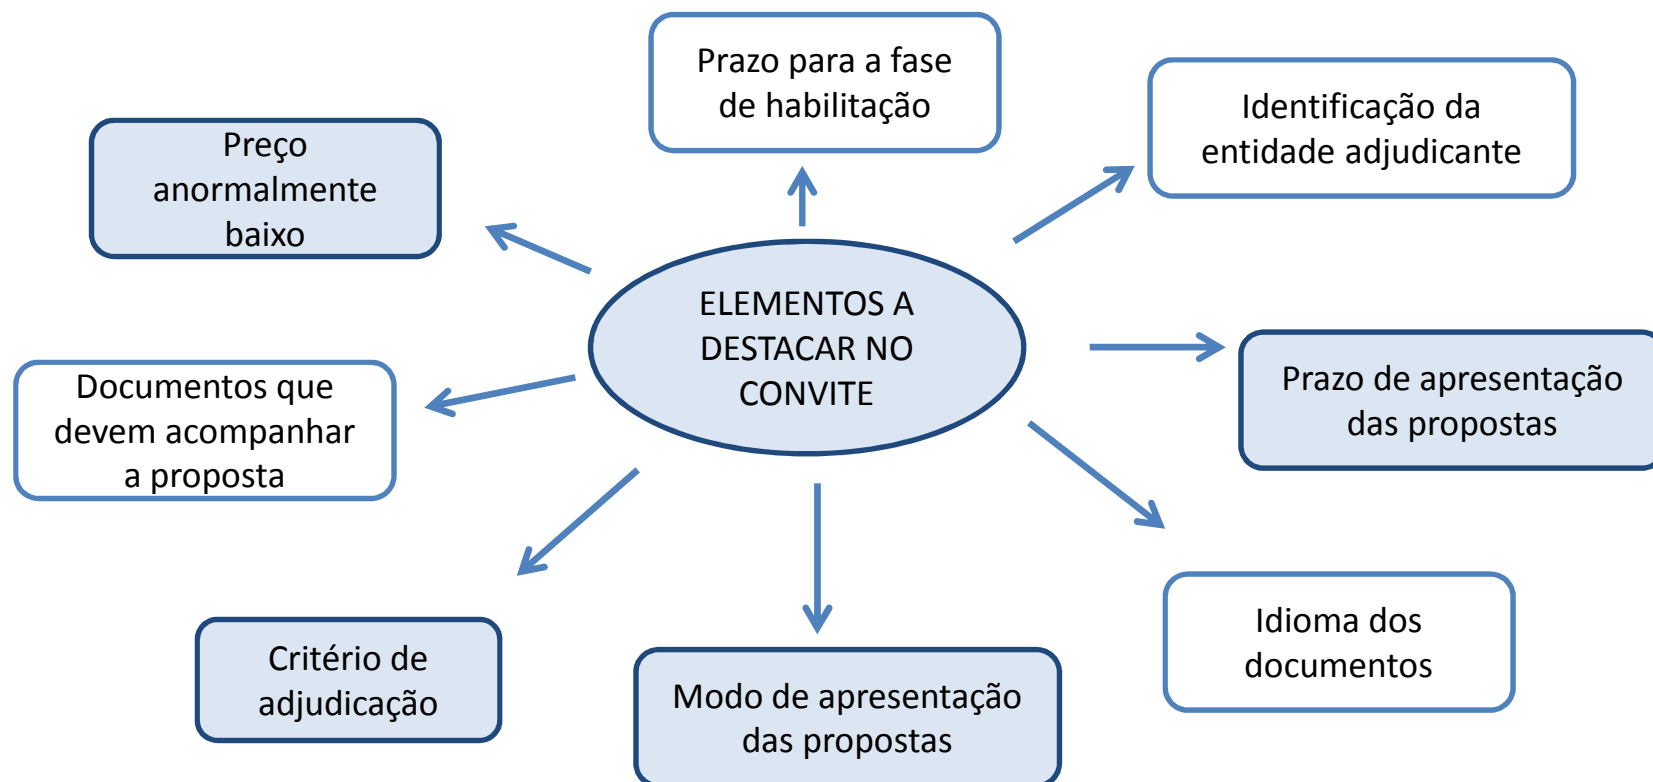 Prazo para a fase
de habilitação
Identificação da
entidade adjudicante
Preço
anormalmente
baixo
ELEMENTOS A
DESTACAR NO
CONVITE
Prazo de apresentação
das propostas
Documentos que
devem acompanhar
a proposta
Idioma dos
documentos
Critério de
adjudicação
Modo de apresentação
das propostas